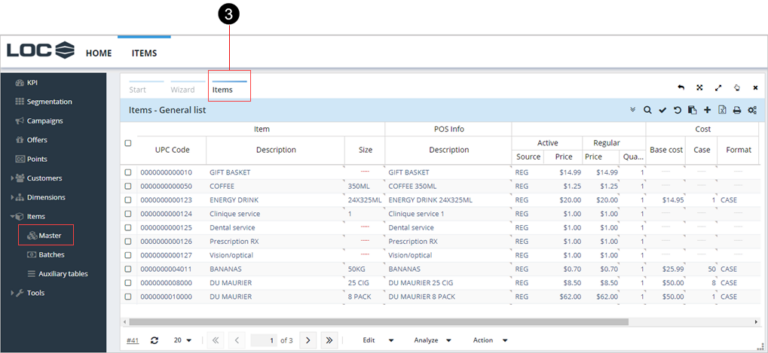 3
LOC
HOME
ITEMS
KPI
Segmentation
Campaigns
Offers
Points
Customers
Dimensions
Items
Master
Batches
Auxiliary tables
Tools
Start Wizard Items
Items - General list
Item POS Info Cost
Active Regular
UPC Code Description Size Description Base cost Case Format
Source Price Price Qua...
0000000000010 GIFT BASKET GIFT BASKET REG $14.99 $14.99 1
0000000000050 COFFEE 350ML COFFEE 350ML REG $1.25 $1.25 1
0000000000123 ENERGY DRINK 24X325ML ENERGY DRINK 24X325ML REG $20.00 $20.00 1 $14.95 1 CASE
0000000000124 Clinique service 1 Clinique service 1 REG $1.00 $1.00 1
0000000000125 Dental service Dental service REG $1.00 $1.00 1
0000000000126 Prescription RX Prescription RX REG $1.00 $1.00 1
0000000000127 Vision/optical Vision/optical REG $1.00 $1.00 1
0000000004011 BANANAS 50KG BANANAS REG $0.70 $0.70 1 $25.99 50 CASE
0000000008000 DU MAURIER 25 CIG DU MAURIER 25 CIG REG $8.50 $8.50 1 $50.00 8 CASE
0000000010000 DU MAURIER 8 PACK DU MAURIER 8 PACK REG $62.00 $62.00 1 $50.00 1 CASE
#41 20 1 of 3 Edit Analyze Action